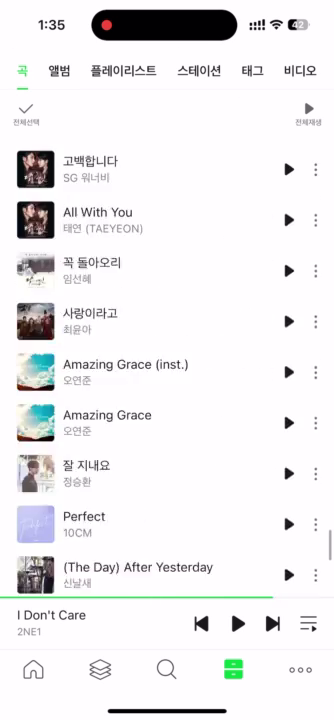 1:35
42
곡 앨범 플레이리스트 스테이션 태그 비디오
전체선택 전체재생
고백합니다
SG 워너비
All With You
태연 (TAEYEON)
꼭 돌아오리
임선혜
사랑이라고
최윤아
Amazing Grace (inst.)
오연준
Amazing Grace
오연준
잘 지내요
정승환
Perfect
10CM
(The Day) After Yesterday
신날새
I Don't Care
2NE1